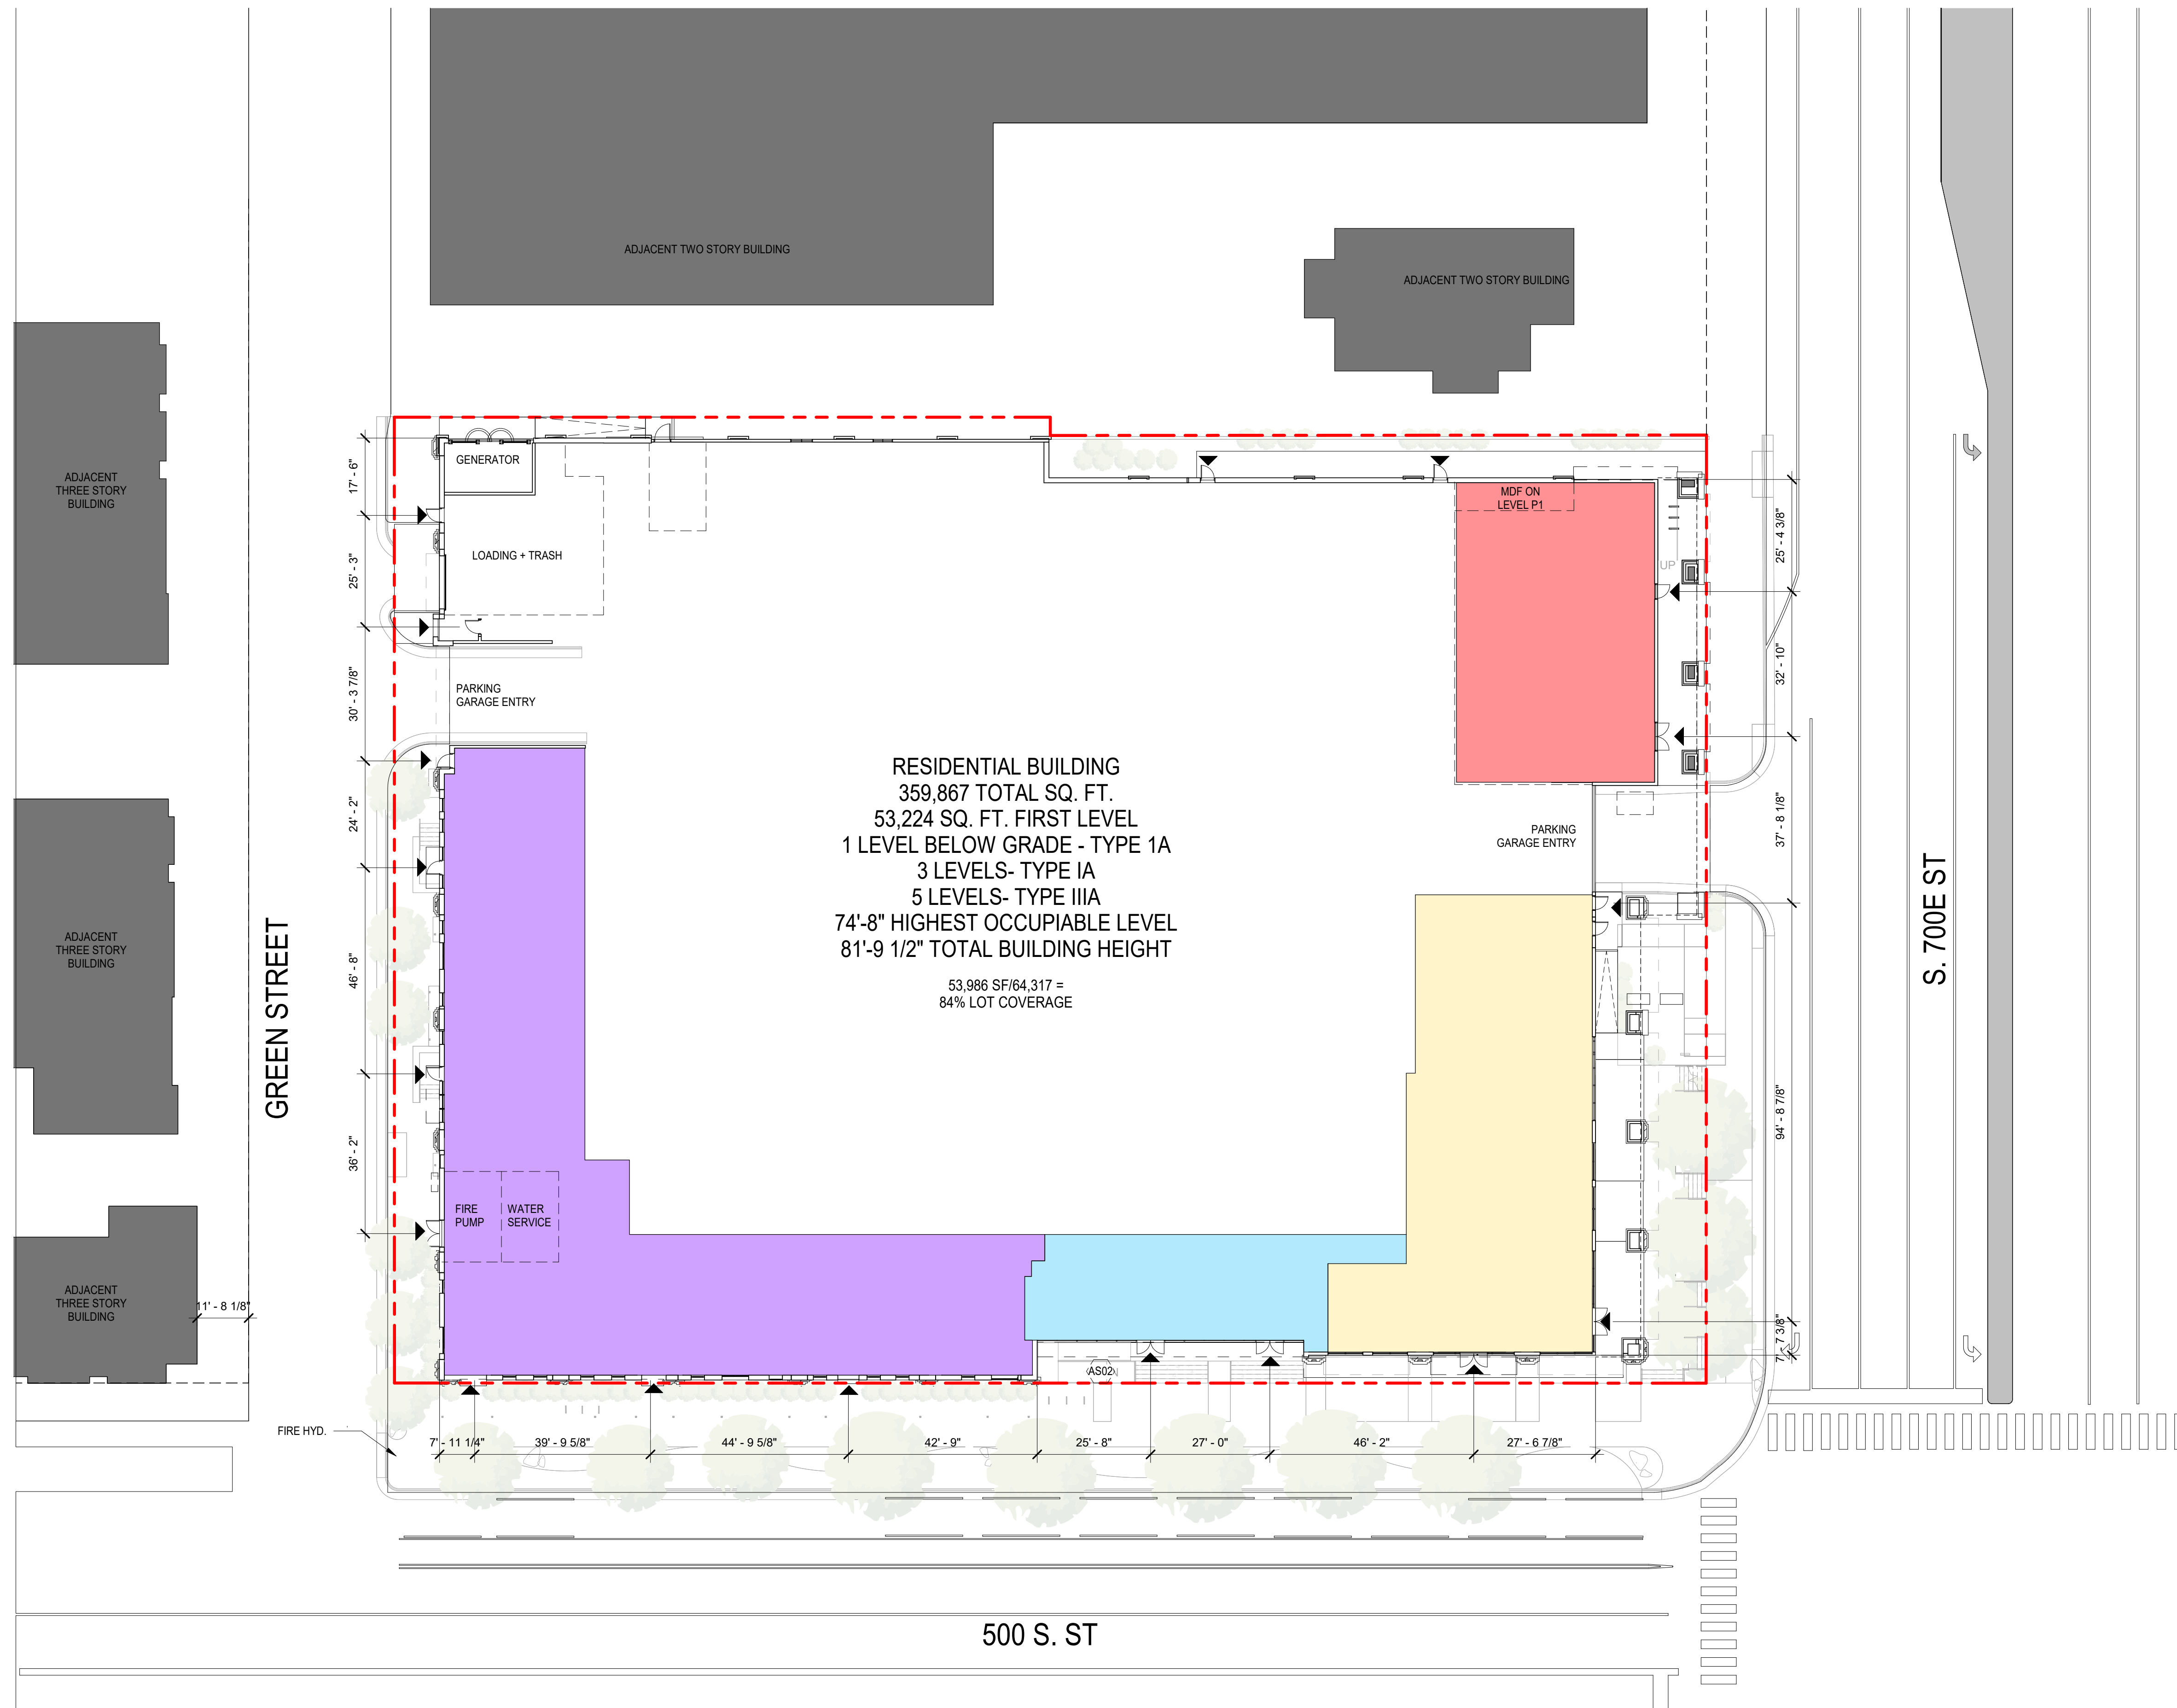 ADJACENT TWO STORY BUILDING
ADJACENT TWO STORY BUILDING
ADJACENT
THREE STORY
BUILDING
GENERATOR
LOADING + TRASH
MDF ON
LEVEL P1
UP
17' - 6"
25' - 3"
30' - 3 7/8"
24' - 2"
46' - 8"
36' - 2"
25' - 4 3/8"
32' - 10"
37' - 8 1/8"
94' - 8 7/8"
7' - 7 3/8"
PARKING
GARAGE ENTRY
RESIDENTIAL BUILDING
359,867 TOTAL SQ. FT.
53,224 SQ. FT. FIRST LEVEL
1 LEVEL BELOW GRADE - TYPE 1A
3 LEVELS- TYPE IA
5 LEVELS- TYPE IIIA
74'-8" HIGHEST OCCUPIABLE LEVEL
81'-9 1/2" TOTAL BUILDING HEIGHT
53,986 SF/64,317 =
84% LOT COVERAGE
PARKING
GARAGE ENTRY
ADJACENT
THREE STORY
BUILDING
GREEN STREET
S. 700E ST
FIRE
PUMP
WATER
SERVICE
ADJACENT
THREE STORY
BUILDING
11' - 8 1/8"
AS02
FIRE HYD.
7' - 11 1/4"
39' - 9 5/8"
44' - 9 5/8"
42' - 9"
25' - 8"
27' - 0"
46' - 2"
27' - 6 7/8"
500 S. ST